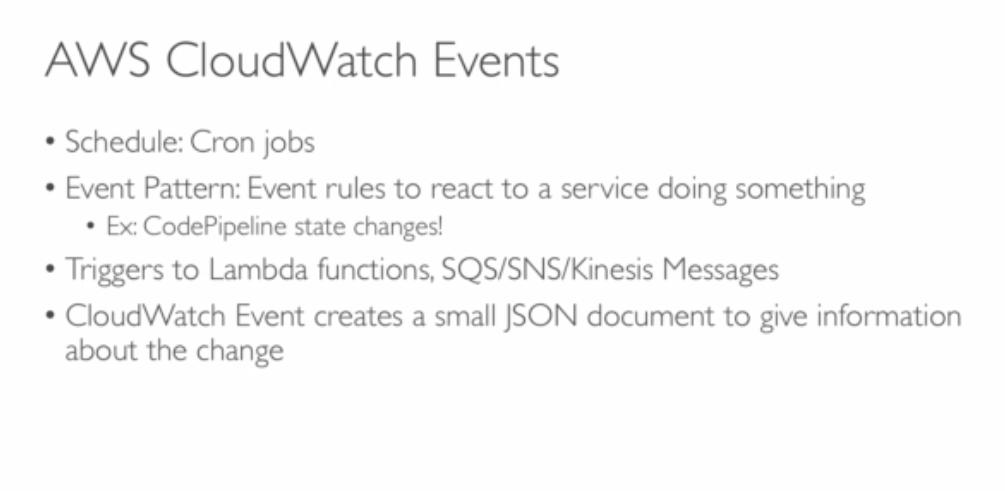 AWS CloudWatch Events
• Schedule: Cron jobs
• Event Pattern: Event rules to react to a service doing something
• Ex: CodePipeline state changes!
• Triggers to Lambda functions, SQS/SNS/Kinesis Messages
• CloudWatch Event creates a small JSON document to give information
about the change